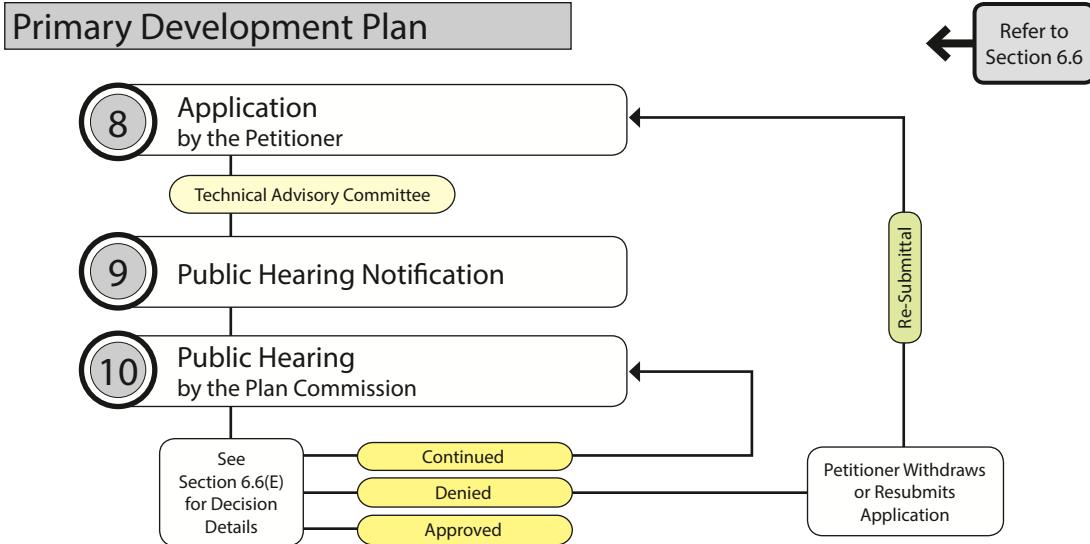 Primary Development Plan
Refer to
Section 6.6
8
Application
by the Petitioner
Technical Advisory Committee
9
Public Hearing Notification
Re-Submittal
10
Public Hearing
by the Plan Commission
See
Section 6.6(E)
for Decision
Details
Continued
Denied
Approved
Petitioner Withdraws
or Resubmits
Application